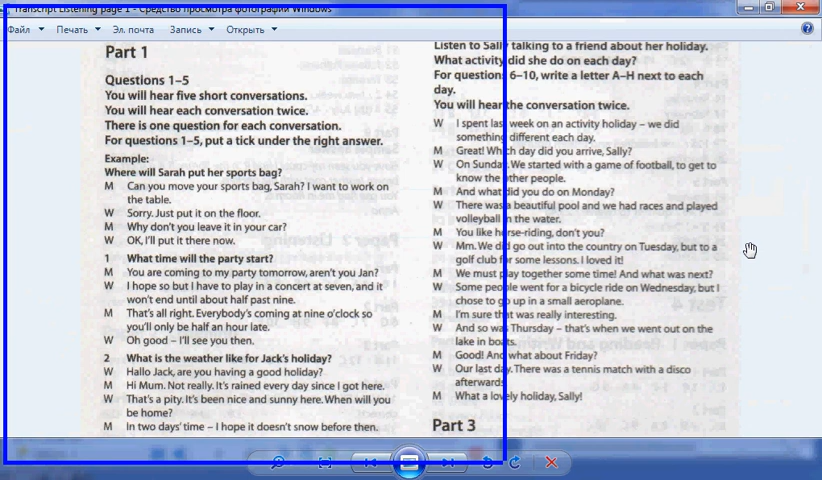 Transcript Listening page 1 - Средство просмотра фотографий Windows
Файл Печать Эл. почта Запись Открыть
Part 1
Questions 1–5
You will hear five short conversations.
You will hear each conversation twice.
There is one question for each conversation.
For questions 1–5, put a tick under the right answer.
Example:
Where will Sarah put her sports bag?
M Can you move your sports bag, Sarah? I want to work on
the table.
W Sorry. Just put it on the floor.
M Why don't you leave it in your car?
W OK, I'll put it there now.
1 What time will the party start?
M You are coming to my party tomorrow, aren't you Jan?
W I hope so but I have to play in a concert at seven, and it
won't end until about half past nine.
M That's all right. Everybody's coming at nine o'clock so
you'll only be half an hour late.
W Oh good – I'll see you then.
2 What is the weather like for Jack's holiday?
W Hallo Jack, are you having a good holiday?
M Hi Mum. Not really. It's rained every day since I got here.
W That's a pity. It's been nice and sunny here. When will you
be home?
M In two days' time – I hope it doesn't snow before then.
Listen to Sally talking to a friend about her holiday.
What activity did she do on each day?
For questions 6–10, write a letter A–H next to each
day.
You will hear the conversation twice.
W I spent last week on an activity holiday – we did
something different each day.
M Great! Which day did you arrive, Sally?
W On Sunday. We started with a game of football, to get to
know the other people.
M And what did you do on Monday?
W There was a beautiful pool and we had races and played
volleyball in the water.
M You like horse-riding, don't you?
W Mm. We did go out into the country on Tuesday, but to a
golf club for some lessons. I loved it!
M We must play together some time! And what was next?
W Some people went for a bicycle ride on Wednesday, but I
chose to go up in a small aeroplane.
M I'm sure that was really interesting.
W And so was Thursday – that's when we went out on the
lake in boats.
M Good! And what about Friday?
W Our last day. There was a tennis match with a disco
afterwards.
M What a lovely holiday, Sally!
Part 3